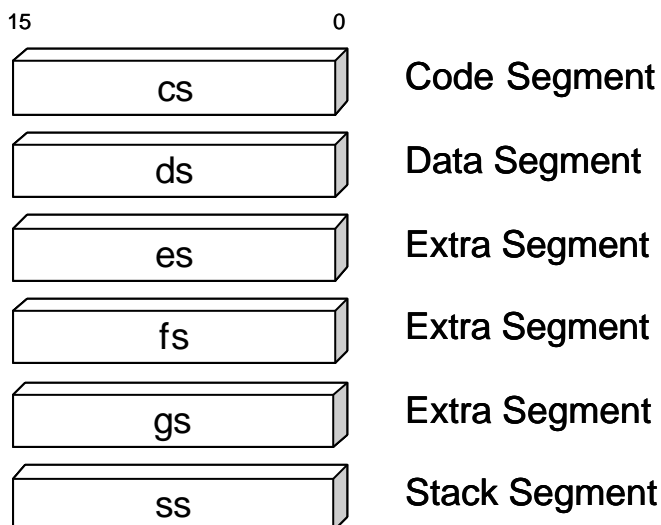 15 0
cs Code Segment
ds Data Segment
es Extra Segment
fs Extra Segment
gs Extra Segment
ss Stack Segment